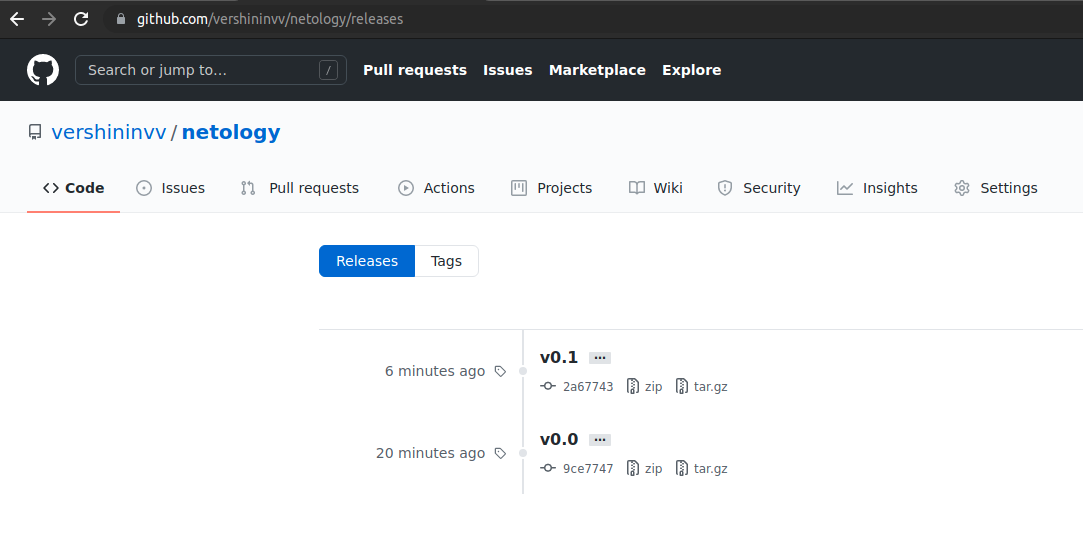 github.com/vershininvv/netology/releases
Search or jump to… / Pull requests Issues Marketplace Explore
vershininvv / netology
Code Issues Pull requests Actions Projects Wiki Security Insights Settings
Releases Tags
v0.1 ...
6 minutes ago
2a67743 zip tar.gz
v0.0 ...
20 minutes ago
9ce7747 zip tar.gz